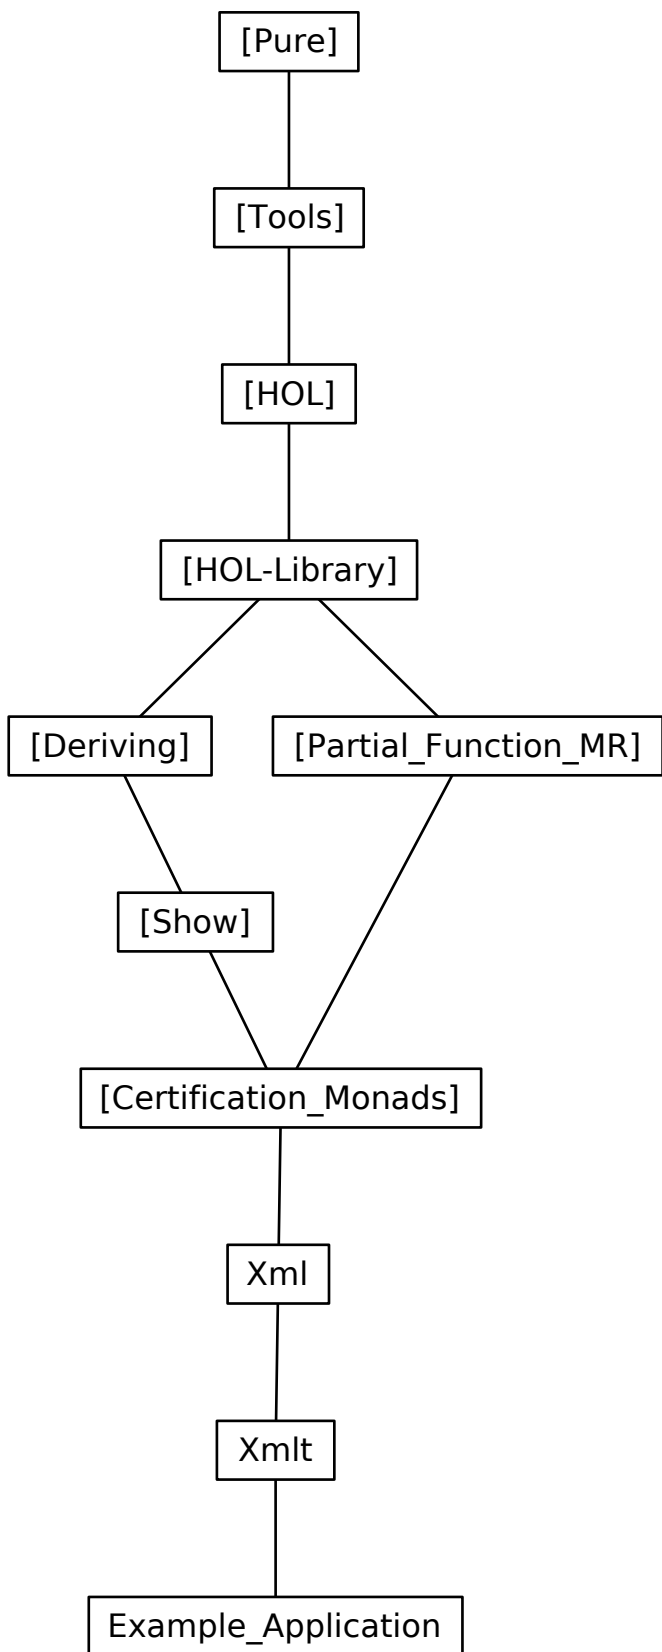 [Pure]
[Tools]
[HOL]
[HOL-Library]
[Deriving]
[Partial_Function_MR]
[Show]
[Certification_Monads]
Xml
Xmlt
Example_Application